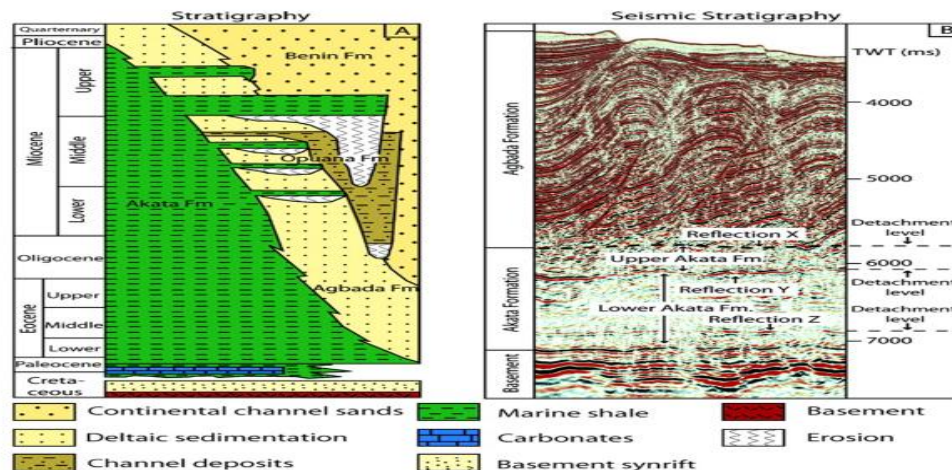 Stratigraphy
A
Quarternary
Pliocene
Miocene
Upper
Middle
Lower
Oligocene
Eocene
Upper
Middle
Lower
Paleocene
Creta-
ceous
Benin Fm
Opuana Fm
Akata Fm
Agbada Fm
Seismic Stratigraphy
B
TWT (ms)
4000
5000
6000
7000
Agbada Formation
Akata Formation
Basement
Reflection X
Upper Akata Fm.
Reflection Y
Lower Akata Fm.
Reflection Z
Detachment
level
Detachment
level
Detachment
level
Continental channel sands
Marine shale
Basement
Deltaic sedimentation
Carbonates
Erosion
Channel deposits
Basement synrift